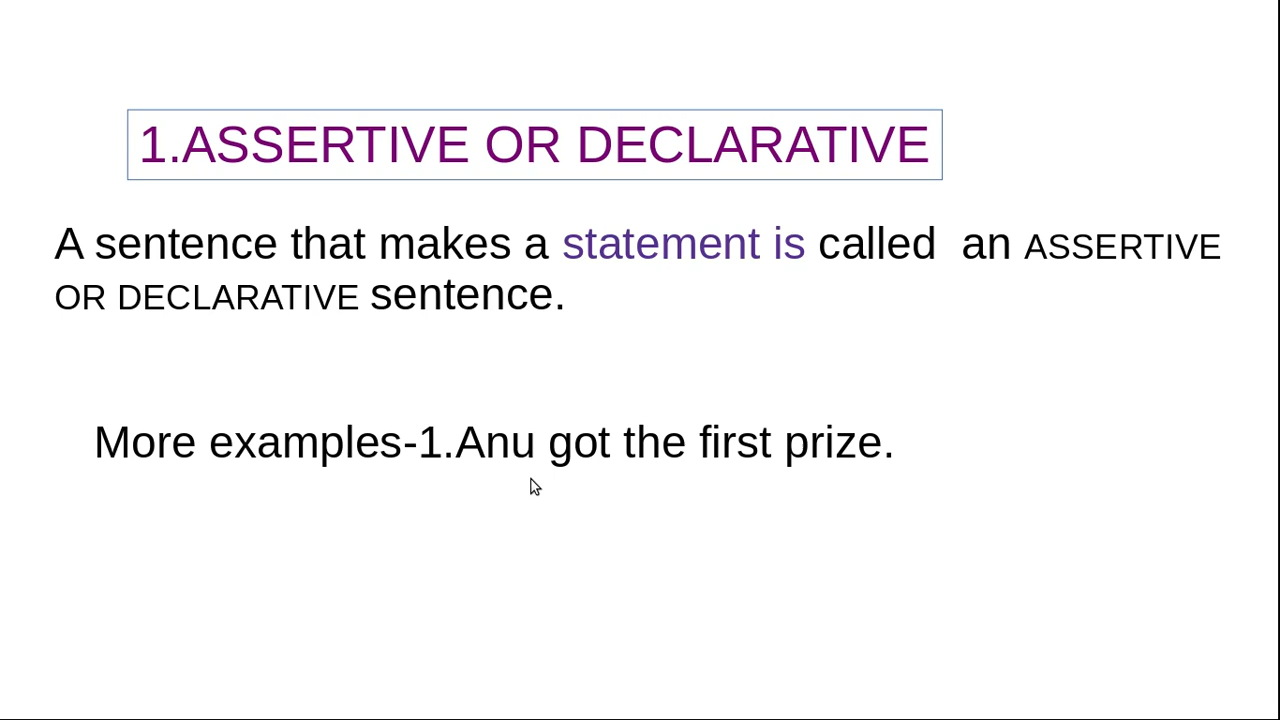 1.ASSERTIVE OR DECLARATIVE
A sentence that makes a statement is called  an ASSERTIVE
OR DECLARATIVE sentence.
More examples-1.Anu got the first prize.